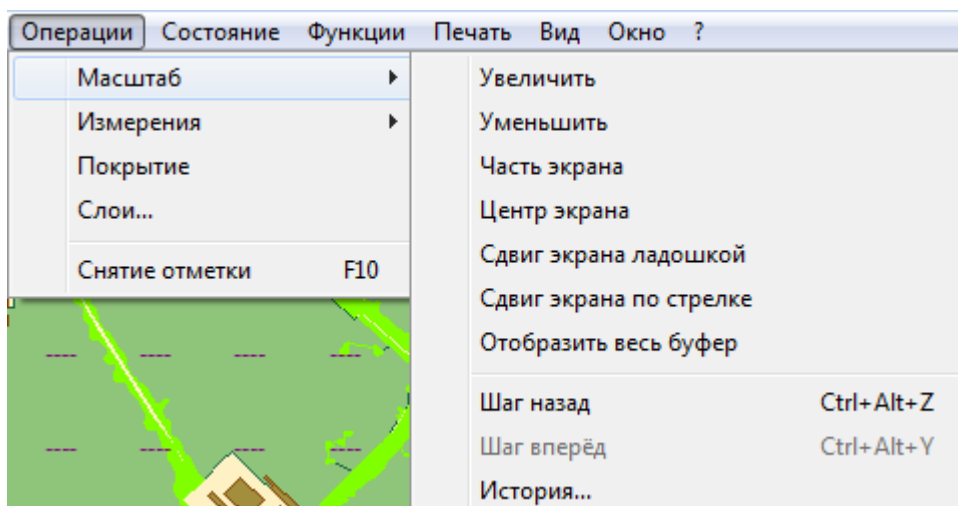 Операции Состояние Функции Печать Вид Окно ?
Масштаб
Измерения
Покрытие
Слои...
Снятие отметки F10
Увеличить
Уменьшить
Часть экрана
Центр экрана
Сдвиг экрана ладошкой
Сдвиг экрана по стрелке
Отобразить весь буфер
Шаг назад Ctrl+Alt+Z
Шаг вперёд Ctrl+Alt+Y
История...